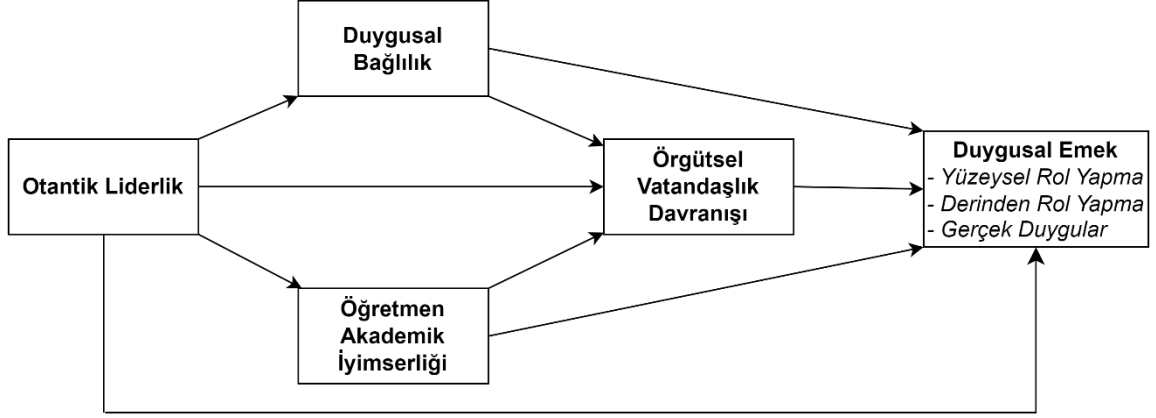 Duygusal
Bağlılık
Otantik Liderlik
Örgütsel
Vatandaşlık
Davranışı
Duygusal Emek
- Yüzeysel Rol Yapma
- Derinden Rol Yapma
- Gerçek Duygular
Öğretmen
Akademik
İyimserliği